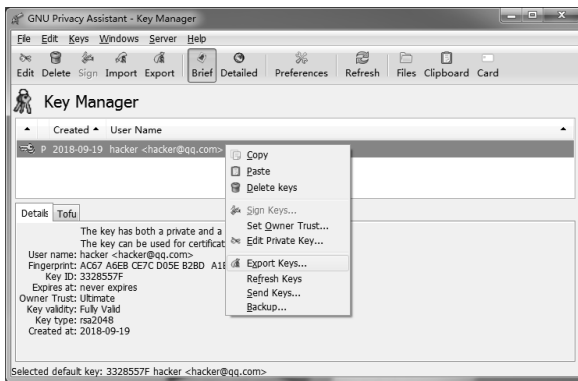 GNU Privacy Assistant - Key Manager
File Edit Keys Windows Server Help
Edit Delete Sign Import Export Brief Detailed Preferences Refresh Files Clipboard Card
Key Manager
Created User Name
P 2018-09-19 hacker <hacker@qq.com>
Copy
Paste
Delete keys
Sign Keys...
Set Owner Trust...
Edit Private Key...
Export Keys...
Refresh Keys
Send Keys...
Backup...
Details Tofu
The key has both a private and a
The key can be used for certificat
User name: hacker <hacker@qq.com>
Fingerprint: AC67 A6EB CE7C D05E B2BD A1E
Key ID: 3328557F
Expires at: never expires
Owner Trust: Ultimate
Key validity: Fully Valid
Key type: rsa2048
Created at: 2018-09-19
Selected default key: 3328557F hacker <hacker@qq.com>